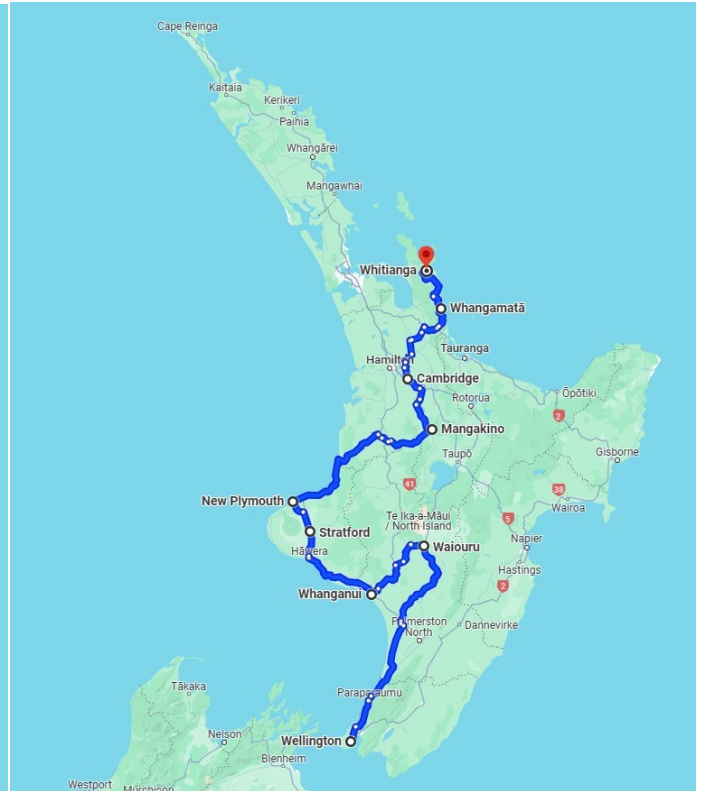 Cape Reinga
Kaitaia
Kerikeri
Paihia
Whangārei
Mangawhai
Whitianga
Whangamatā
Tauranga
Hamilton
Cambridge
Rotorua
Ōpōtiki
2
Mangakino
Taupō
Gisborne
41
38
New Plymouth
Wairoa
Te Ika-a-Māui
/ North Island
5
Stratford
Napier
Waiouru
Hāwera
Hastings
2
Whanganui
Palmerston
North
Dannevirke
Tākaka
Paraparaumu
Nelson
Wellington
Blenheim
Westport
Murchison